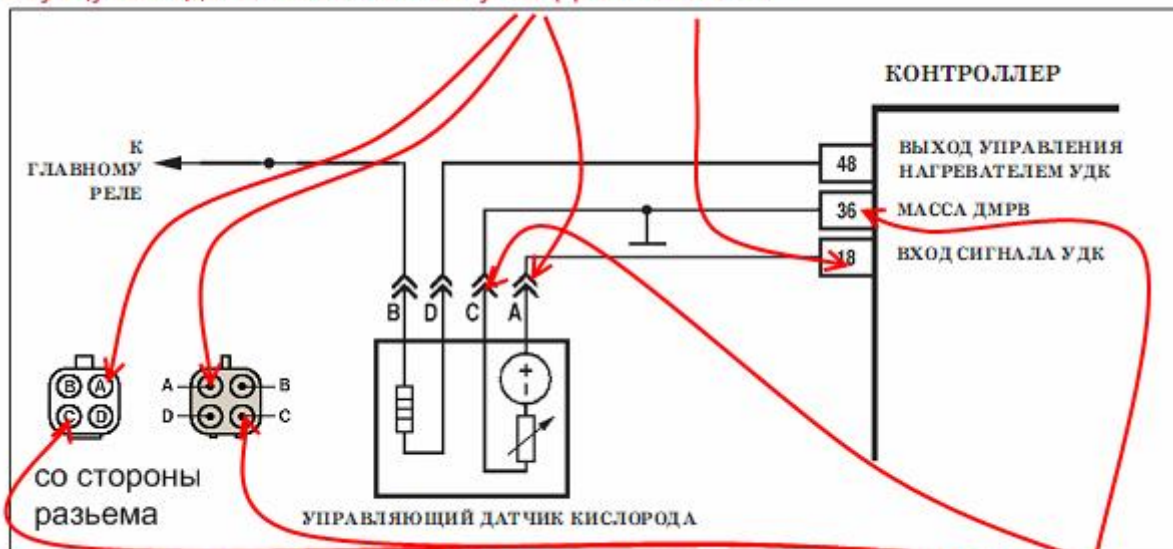 КОНТРОЛЛЕР
К
ГЛАВНОМУ
РЕЛЕ
48
ВЫХОД УПРАВЛЕНИЯ
НАГРЕВАТЕЛЕМ УДК
36
МАССА ДМРВ
18
ВХОД СИГНАЛА УДК
B D C A
B A
C D
A B
D C
со стороны
разьема
УПРАВЛЯЮЩИЙ ДАТЧИК КИСЛОРОДА